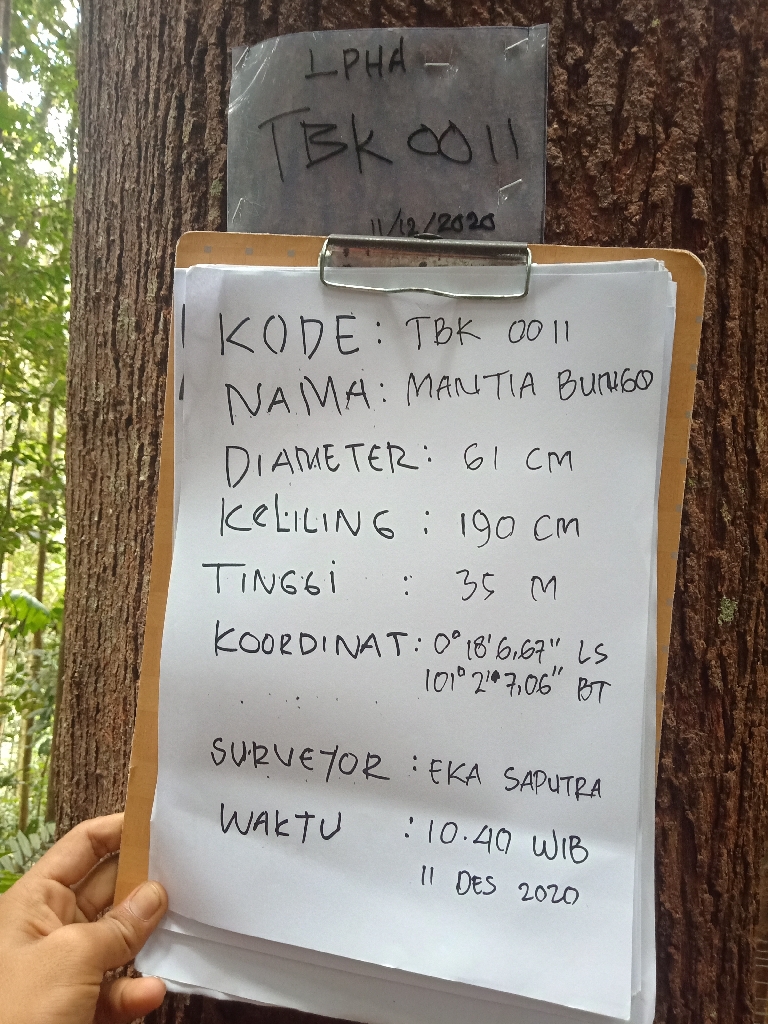 LPHA -
TBK 0011
11/12/2020
KODE : TBK 0011
NAMA : MANTIA BUNGO
DIAMETER : 61 CM
KELILING : 190 CM
TINGGI : 35 M
KOORDINAT : 0° 18' 6,67" LS
101° 2' 7,06" BT
SURVEYOR : EKA SAPUTRA
WAKTU : 10.40 WIB
11 DES 2020